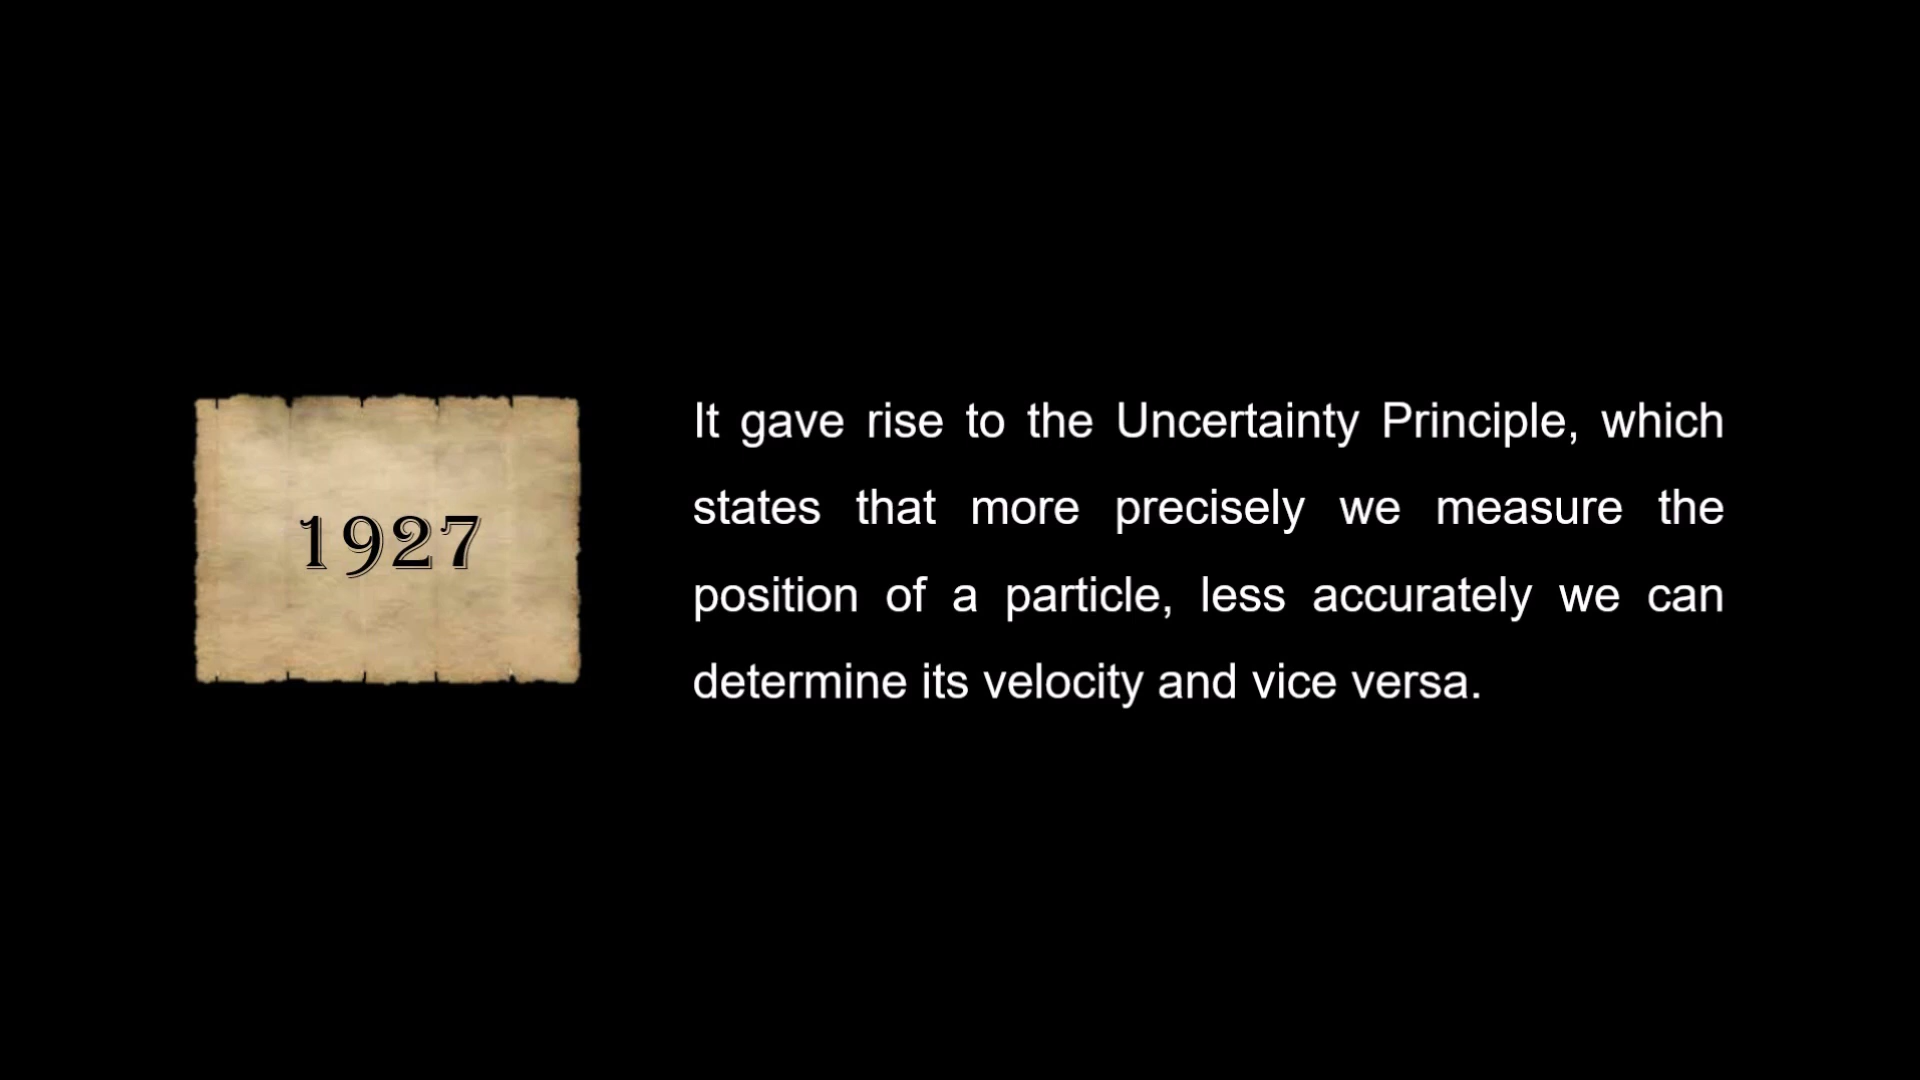 1927
It gave rise to the Uncertainty Principle, which
states that more precisely we measure the
position of a particle, less accurately we can
determine its velocity and vice versa.